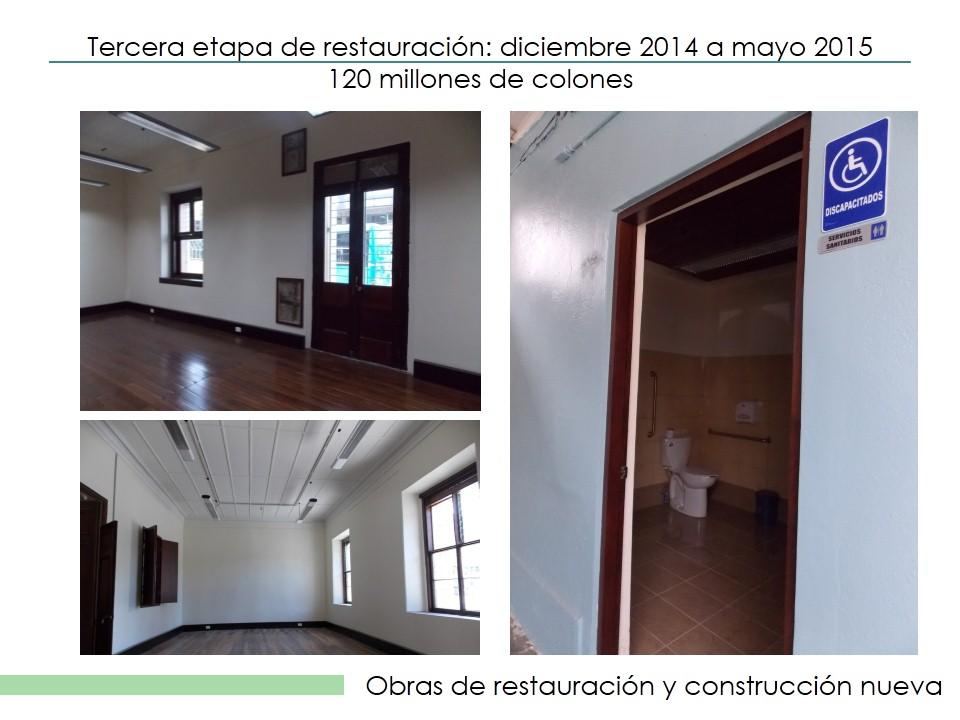 Tercera etapa de restauración: diciembre 2014 a mayo 2015
120 millones de colones
DISCAPACITADOS
SERVICIOS
SANITARIOS
Obras de restauración y construcción nueva